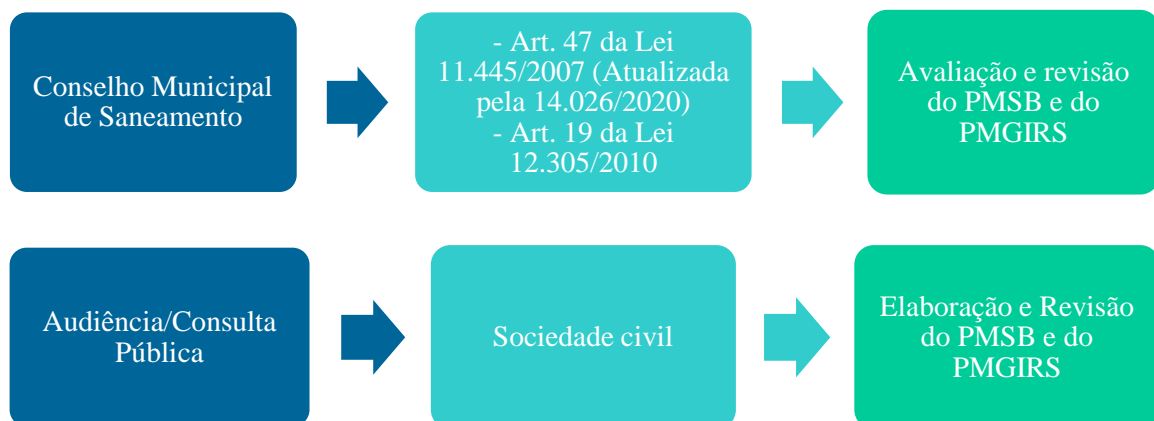 Conselho Municipal
de Saneamento
- Art. 47 da Lei
11.445/2007 (Atualizada
pela 14.026/2020)
- Art. 19 da Lei
12.305/2010
Avaliação e revisão
do PMSB e do
PMGIRS
Audiência/Consulta
Pública
Sociedade civil
Elaboração e Revisão
do PMSB e do
PMGIRS